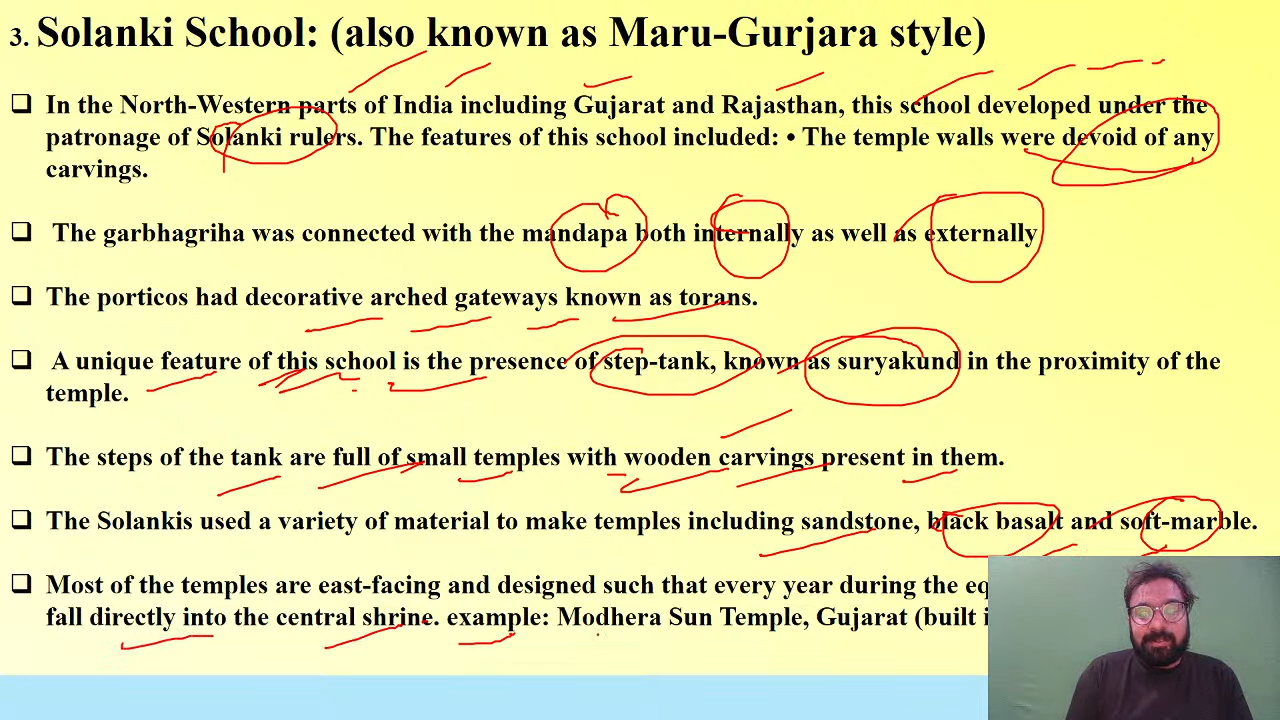 3. Solanki School: (also known as Maru-Gurjara style)
❑ In the North-Western parts of India including Gujarat and Rajasthan, this school developed under the
patronage of Solanki rulers. The features of this school included: • The temple walls were devoid of any
carvings.
❑ The garbhagriha was connected with the mandapa both internally as well as externally
❑ The porticos had decorative arched gateways known as torans.
❑ A unique feature of this school is the presence of step-tank, known as suryakund in the proximity of the
temple.
❑ The steps of the tank are full of small temples with wooden carvings present in them.
❑ The Solankis used a variety of material to make temples including sandstone, black basalt and soft-marble.
❑ Most of the temples are east-facing and designed such that every year during the
fall directly into the central shrine. example: Modhera Sun Temple, Gujarat (built